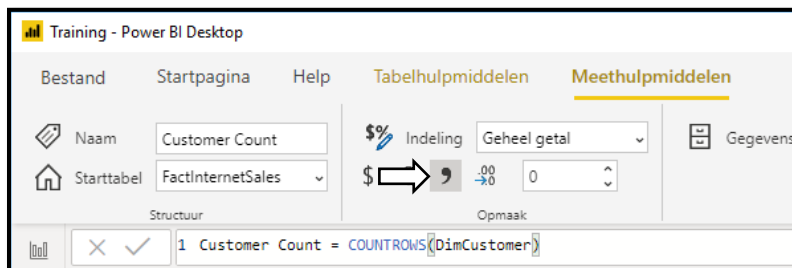 Training - Power BI Desktop
Bestand Startpagina Help Tabelhulpmiddelen Meethulpmiddelen
Naam Customer Count $% Indeling Geheel getal Gegevens
Starttabel FactInternetSales $ , .00 →.0 0
Structuur Opmaak
1 Customer Count = COUNTROWS(DimCustomer)